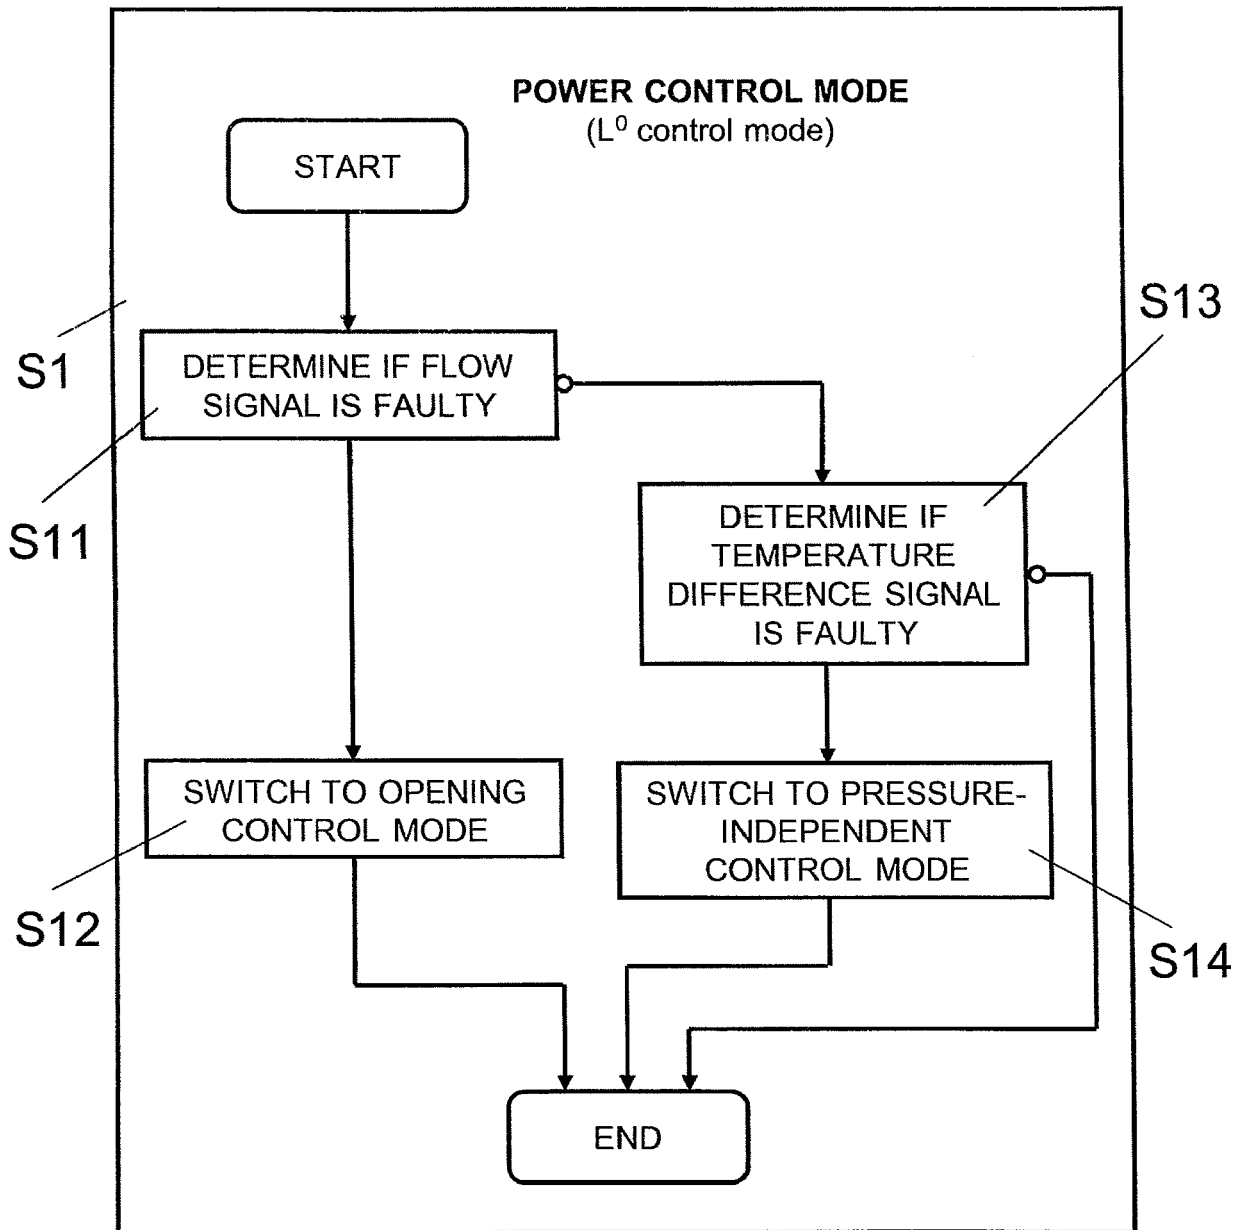 POWER CONTROL MODE
(L⁰ control mode)
START
S13
S1
DETERMINE IF FLOW
SIGNAL IS FAULTY
S11
DETERMINE IF
TEMPERATURE
DIFFERENCE SIGNAL
IS FAULTY
SWITCH TO OPENING
CONTROL MODE
SWITCH TO PRESSURE-
INDEPENDENT
CONTROL MODE
S12
S14
END